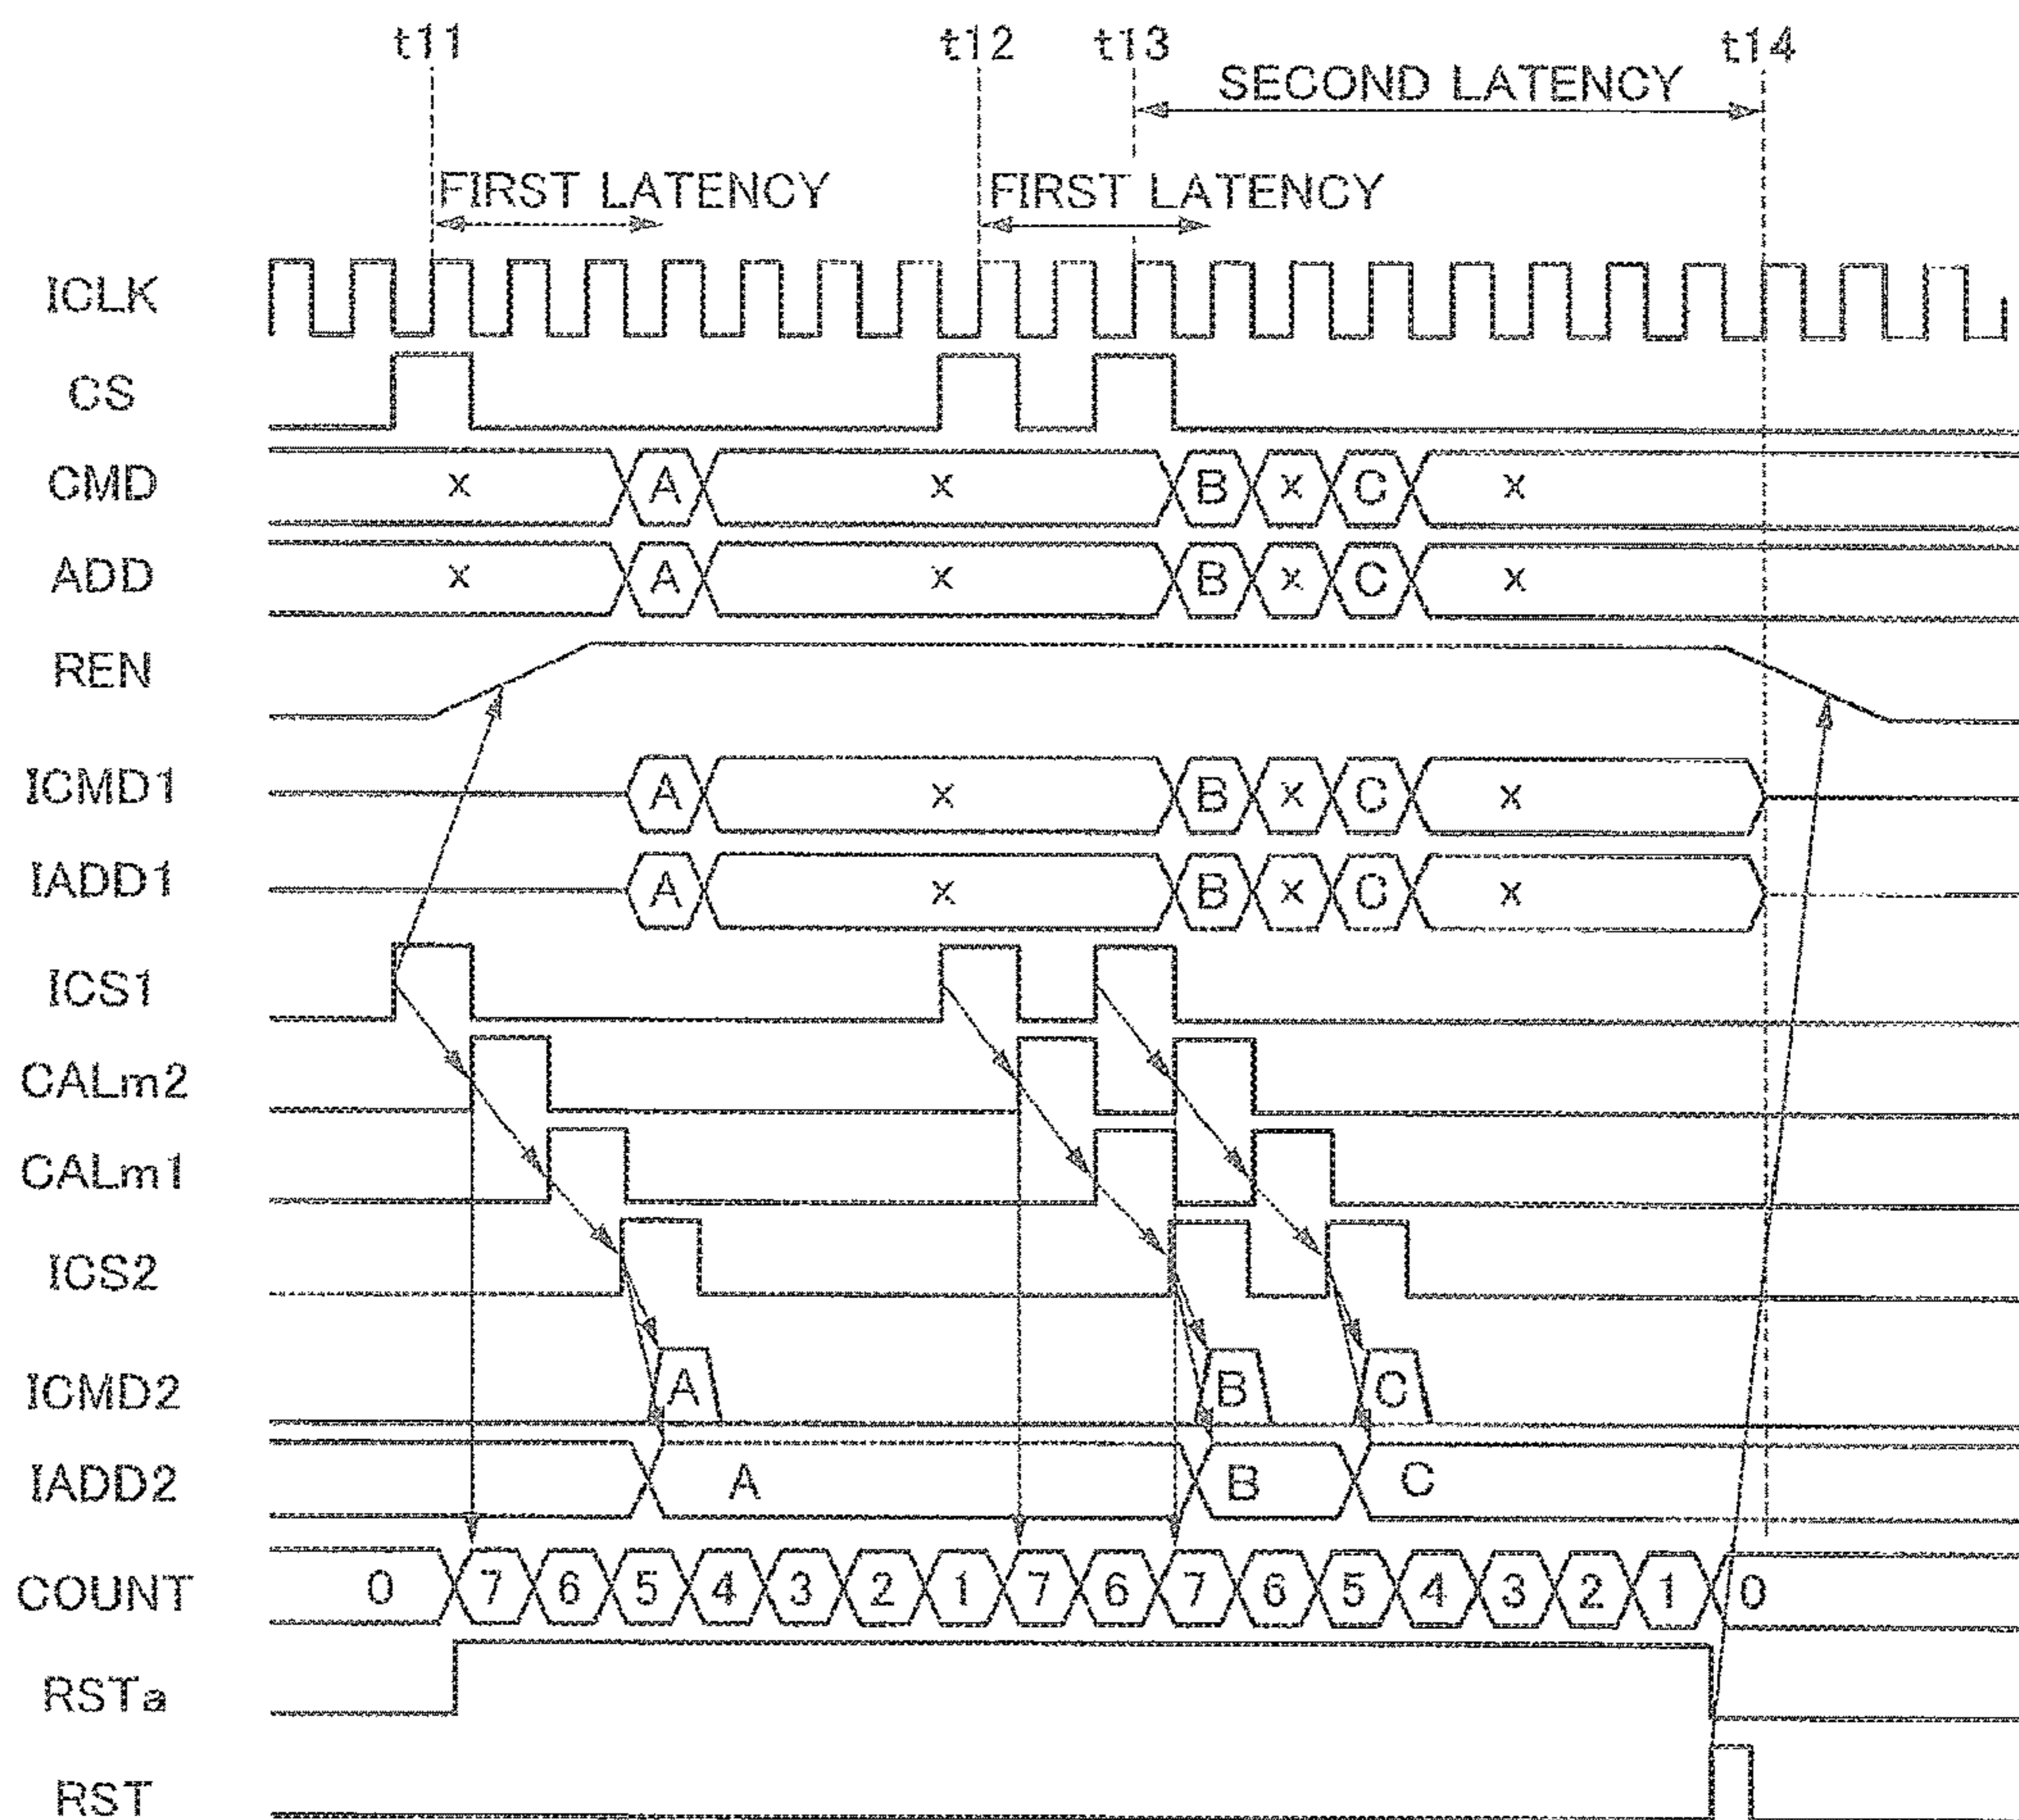 t11 t12 t13 t14
SECOND LATENCY
FIRST LATENCY FIRST LATENCY
ICLK
CS
CMD x A x B x C x
ADD x A x B x C x
REN
ICMD1 A x B x C x
IADD1 A x B x C x
ICS1
CALm2
CALm1
ICS2
ICMD2 A B C
IADD2 A B C
COUNT 0 7 6 5 4 3 2 1 7 6 7 6 5 4 3 2 1 0
RSTa
RST